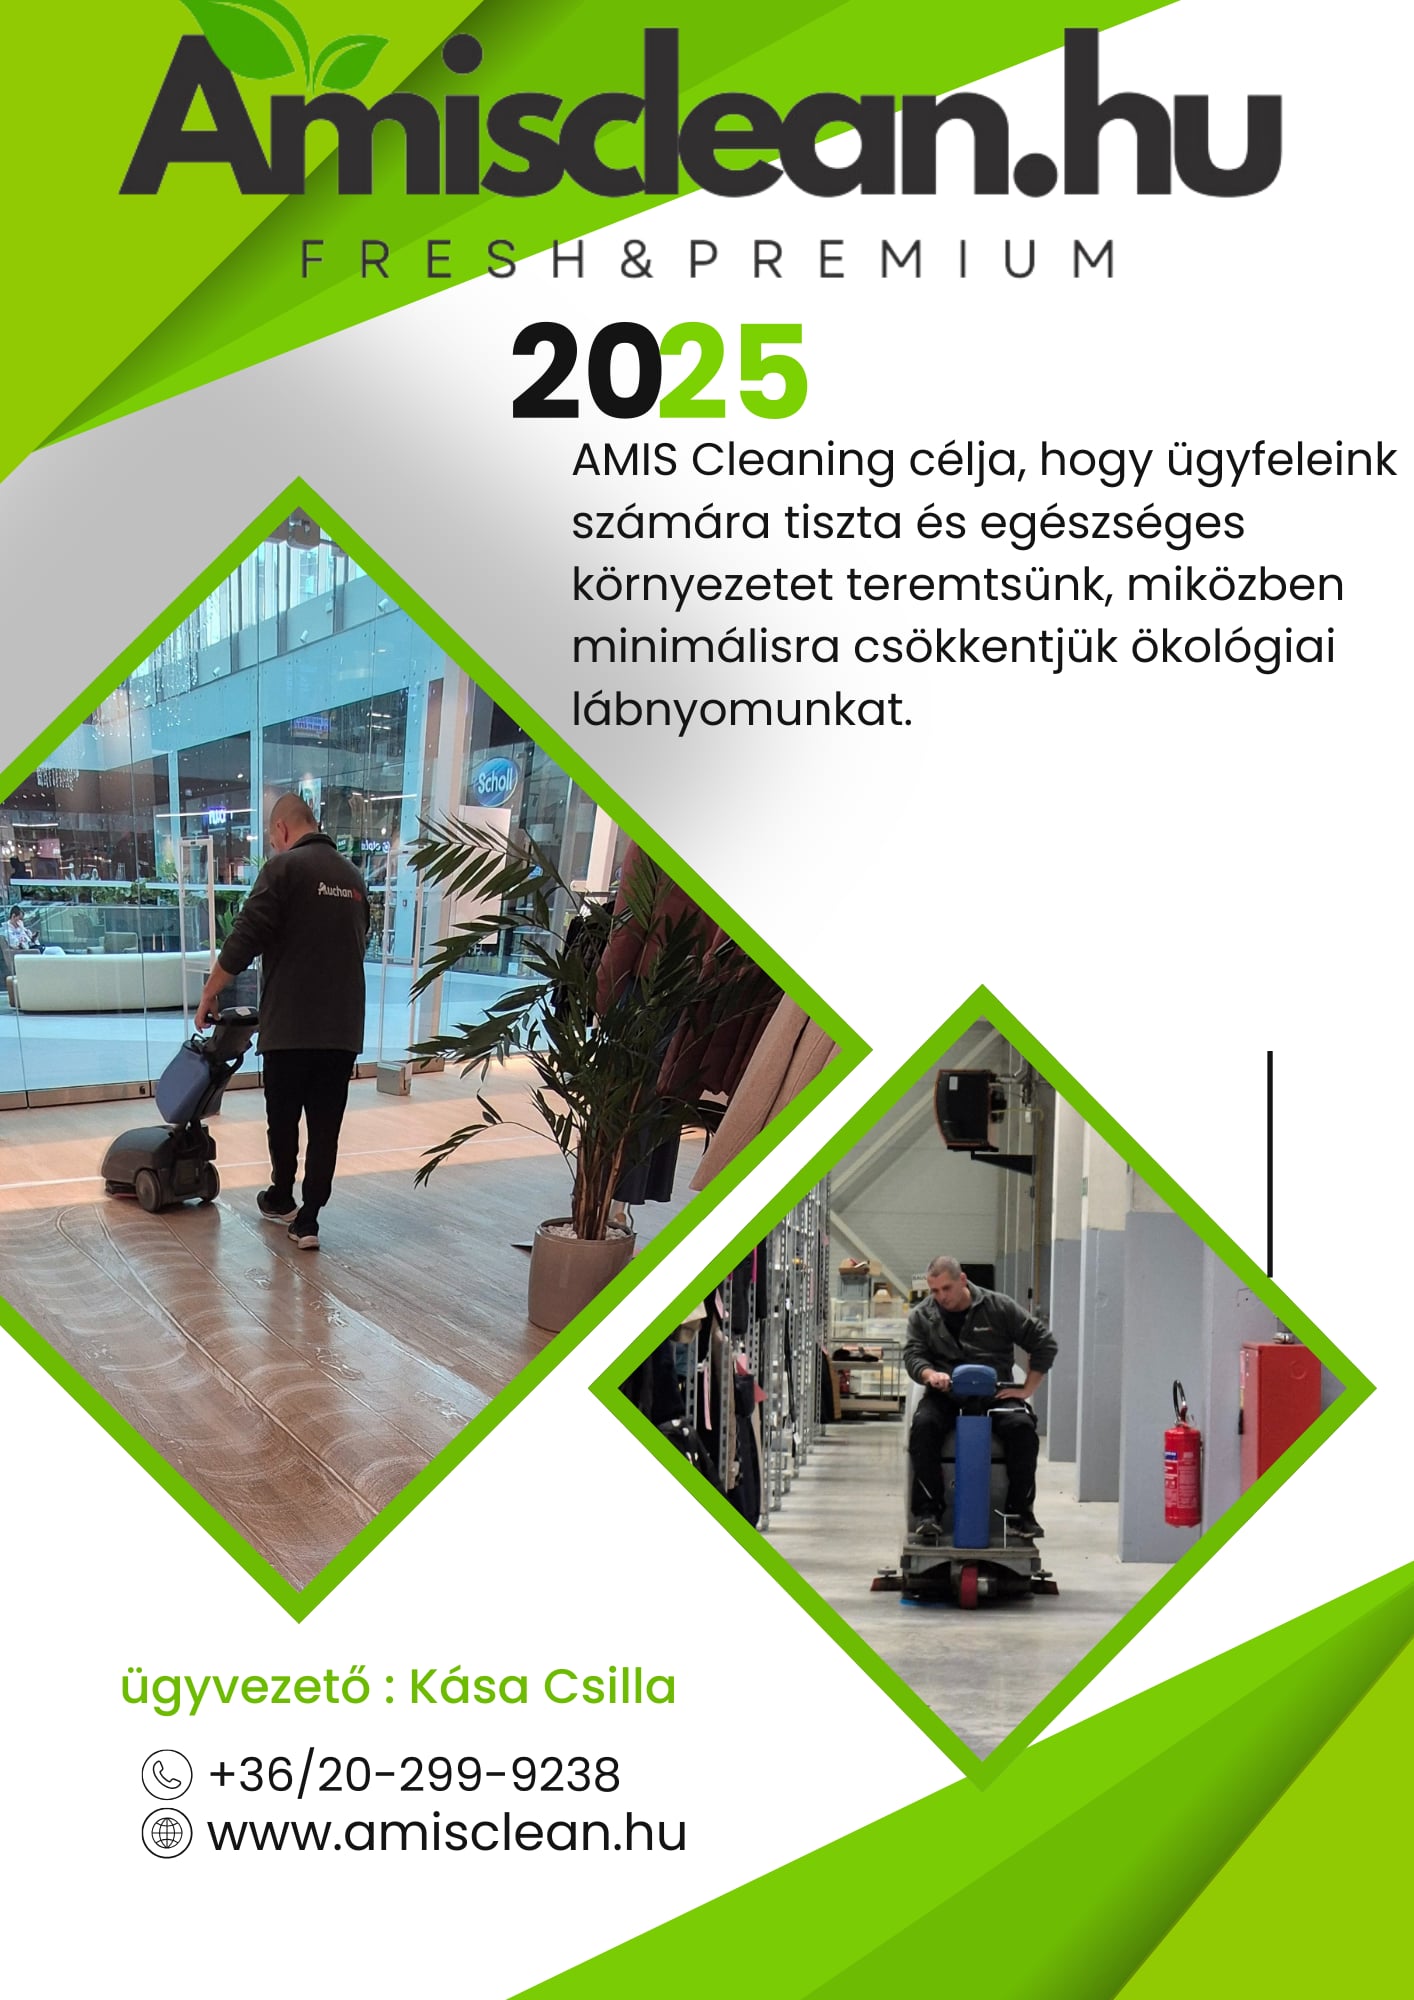 Amisclean.hu
FRESH&PREMIUM
2025
AMIS Cleaning célja, hogy ügyfeleink
számára tiszta és egészséges
környezetet teremtsünk, miközben
minimálisra csökkentjük ökológiai
lábnyomunkat.
Scholl
Auchan
ügyvezető : Kása Csilla
+36/20-299-9238
www.amisclean.hu